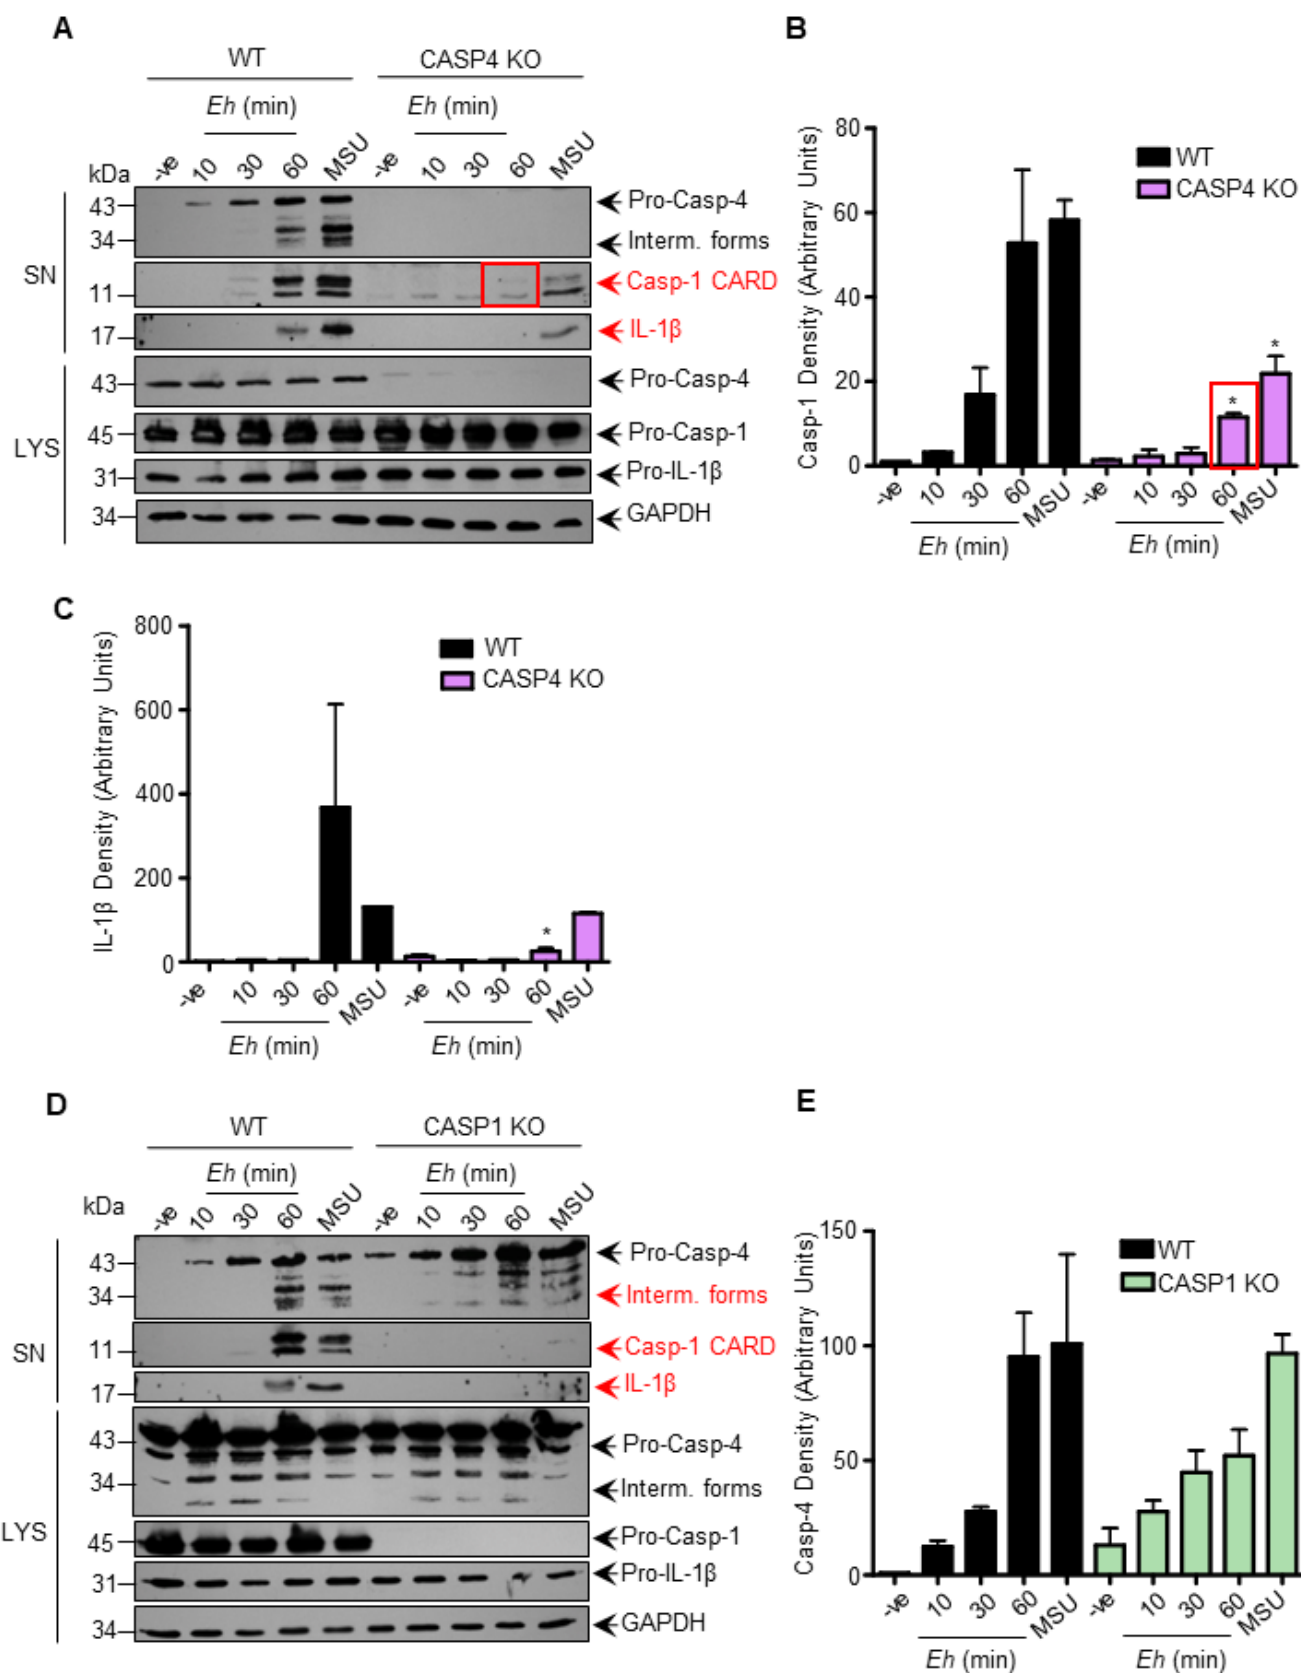 A
WT
CASP4 KO
Eh (min)
Eh (min)
kDa
-ve
10
30
60
MSU
-ve
10
30
60
MSU
SN
43
Pro-Casp-4
34
Interm. forms
11
Casp-1 CARD
17
IL-1β
LYS
43
Pro-Casp-4
45
Pro-Casp-1
31
Pro-IL-1β
34
GAPDH
B
Casp-1 Density (Arbitrary Units)
80
60
40
20
0
WT
CASP4 KO
*
*
-ve
10
30
60
MSU
-ve
10
30
60
MSU
Eh (min)
Eh (min)
C
IL-1β Density (Arbitrary Units)
800
600
400
200
0
WT
CASP4 KO
*
-ve
10
30
60
MSU
-ve
10
30
60
MSU
Eh (min)
Eh (min)
D
WT
CASP1 KO
Eh (min)
Eh (min)
kDa
-ve
10
30
60
MSU
-ve
10
30
60
MSU
SN
43
Pro-Casp-4
34
Interm. forms
11
Casp-1 CARD
17
IL-1β
LYS
43
Pro-Casp-4
34
Interm. forms
45
Pro-Casp-1
31
Pro-IL-1β
34
GAPDH
E
Casp-4 Density (Arbitrary Units)
150
100
50
0
WT
CASP1 KO
-ve
10
30
60
MSU
-ve
10
30
60
MSU
Eh (min)
Eh (min)